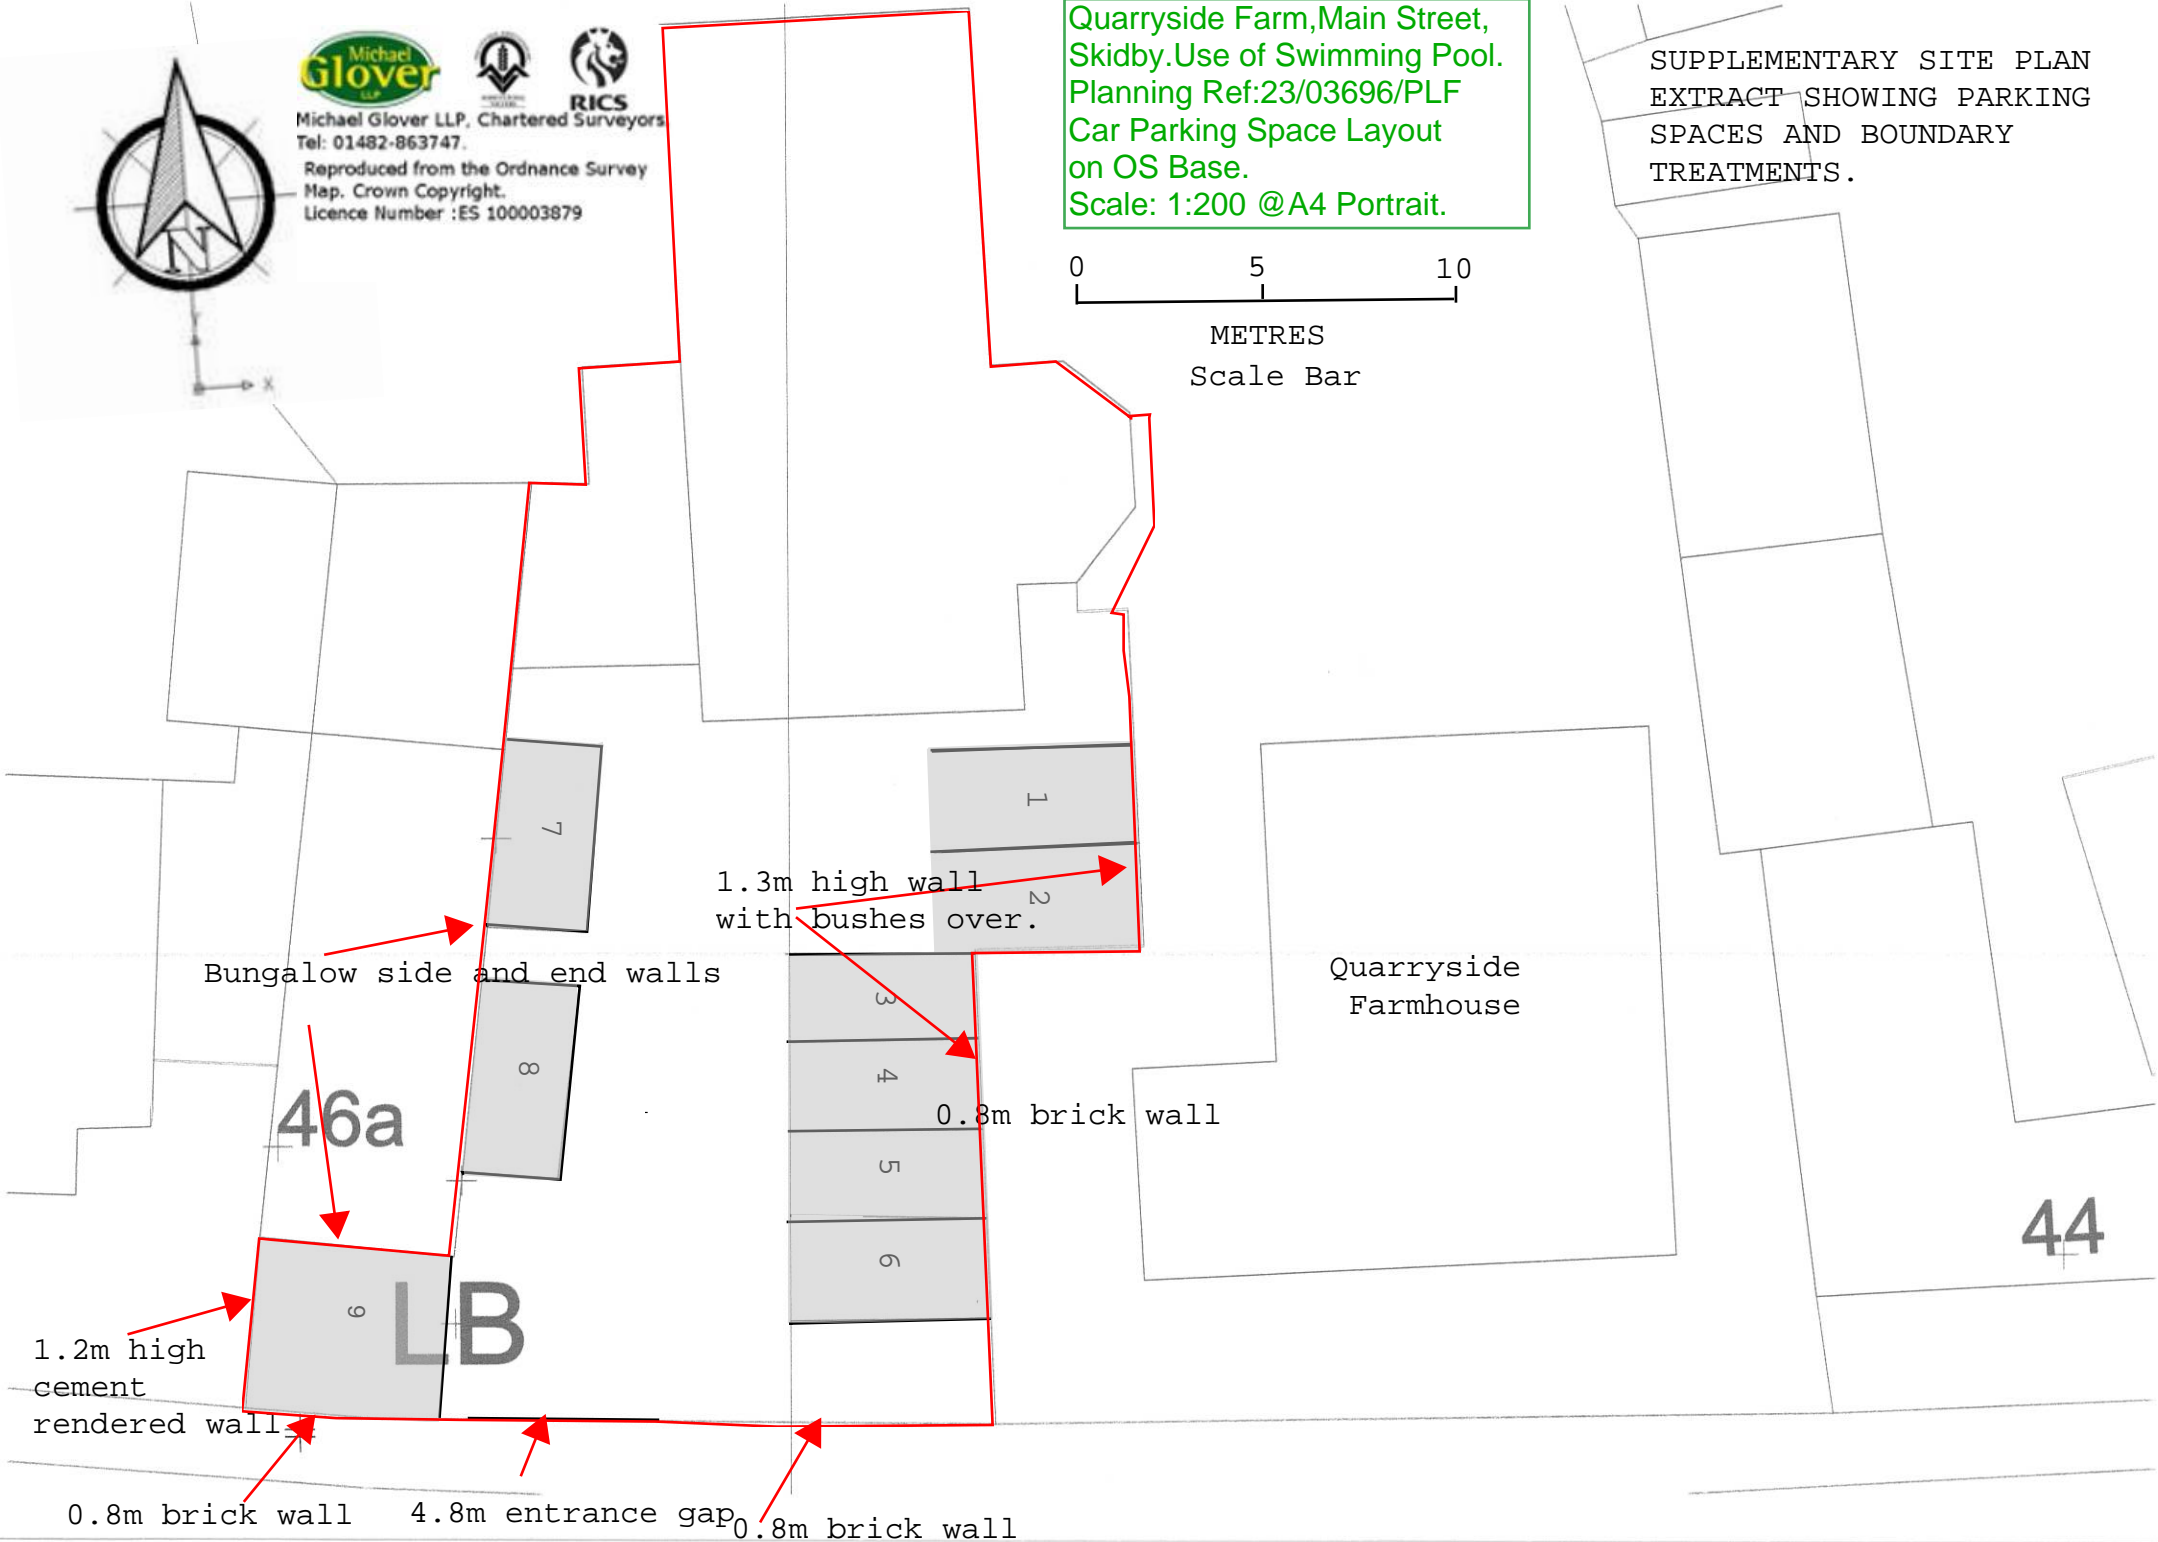 Michael
Glover
LLP
RICS
Michael Glover LLP, Chartered Surveyors
Tel: 01482-863747.
Reproduced from the Ordnance Survey
Map. Crown Copyright.
Licence Number :ES 100003879
N
Y
X
Quarryside Farm,Main Street,
Skidby.Use of Swimming Pool.
Planning Ref:23/03696/PLF
Car Parking Space Layout
on OS Base.
Scale: 1:200 @A4 Portrait.
SUPPLEMENTARY SITE PLAN
EXTRACT SHOWING PARKING
SPACES AND BOUNDARY
TREATMENTS.
0 5 10
METRES
Scale Bar
1
7
1.3m high wall
with bushes over.
2
Bungalow side and end walls
3
Quarryside
Farmhouse
8
4
46a
0.8m brick wall
5
44
6
9
LB
1.2m high
cement
rendered wall
0.8m brick wall
4.8m entrance gap
0.8m brick wall